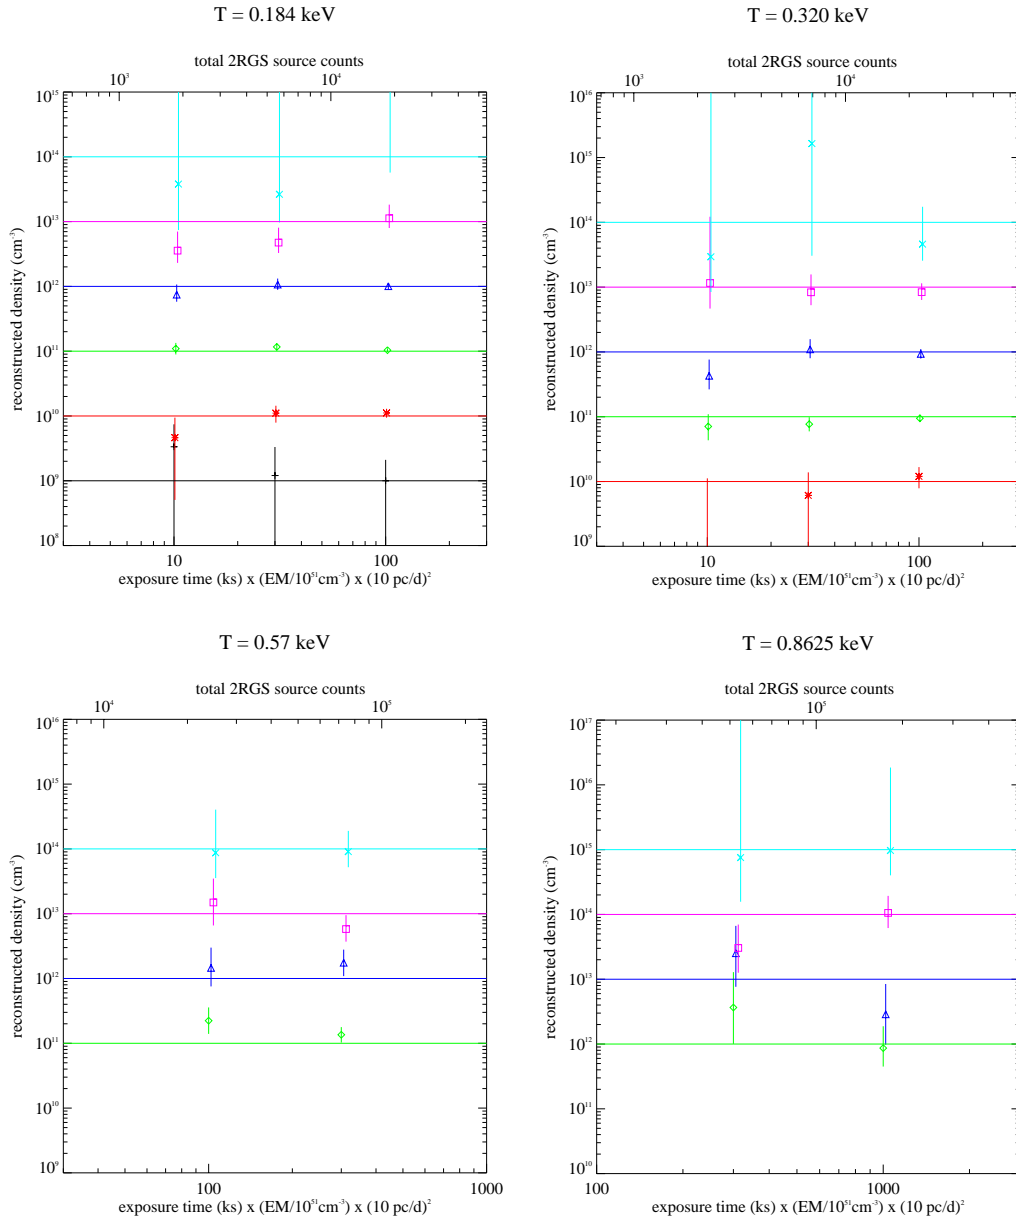 T = 0.184 keV
total 2RGS source counts
10³ 10⁴
10¹⁵
10¹⁴
10¹³
10¹²
10¹¹
10¹⁰
10⁹
10⁸
reconstructed density (cm⁻³)
10 100
exposure time (ks) x (EM/10⁵¹cm⁻³) x (10 pc/d)²
T = 0.320 keV
total 2RGS source counts
10³ 10⁴
10¹⁶
10¹⁵
10¹⁴
10¹³
10¹²
10¹¹
10¹⁰
10⁹
reconstructed density (cm⁻³)
10 100
exposure time (ks) x (EM/10⁵¹cm⁻³) x (10 pc/d)²
T = 0.57 keV
total 2RGS source counts
10⁴ 10⁵
10¹⁶
10¹⁵
10¹⁴
10¹³
10¹²
10¹¹
10¹⁰
10⁹
reconstructed density (cm⁻³)
100 1000
exposure time (ks) x (EM/10⁵¹cm⁻³) x (10 pc/d)²
T = 0.8625 keV
total 2RGS source counts
10⁵
10¹⁷
10¹⁶
10¹⁵
10¹⁴
10¹³
10¹²
10¹¹
10¹⁰
reconstructed density (cm⁻³)
100 1000
exposure time (ks) x (EM/10⁵¹cm⁻³) x (10 pc/d)²